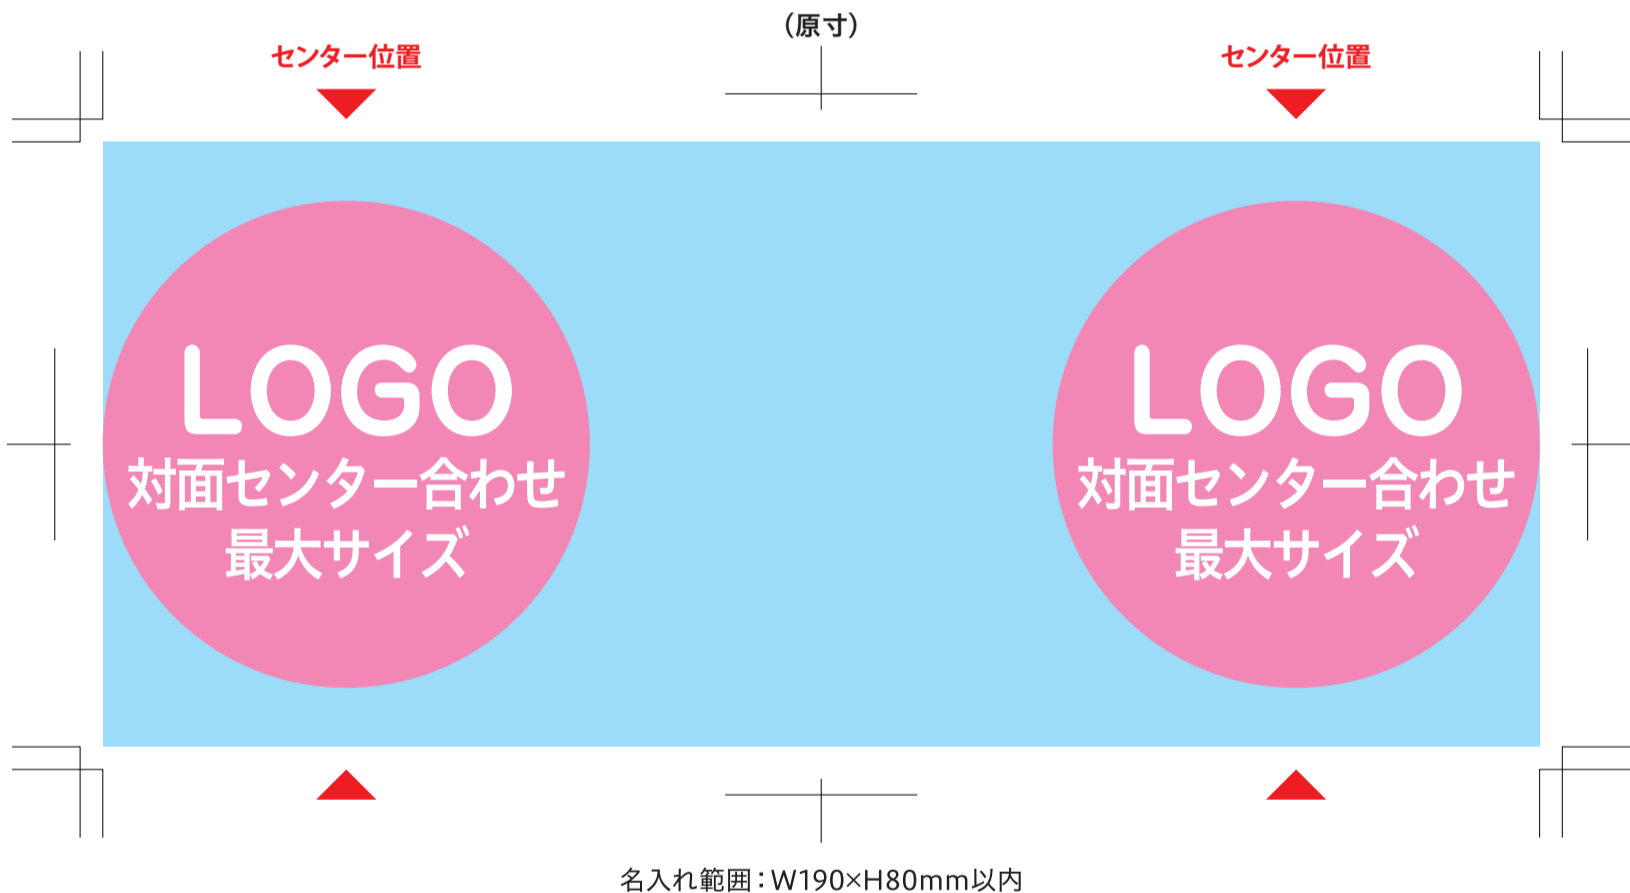 （原寸）
センター位置
センター位置
LOGO
対面センター合わせ
最大サイズ
LOGO
対面センター合わせ
最大サイズ
名入れ範囲：W190×H80mm以内